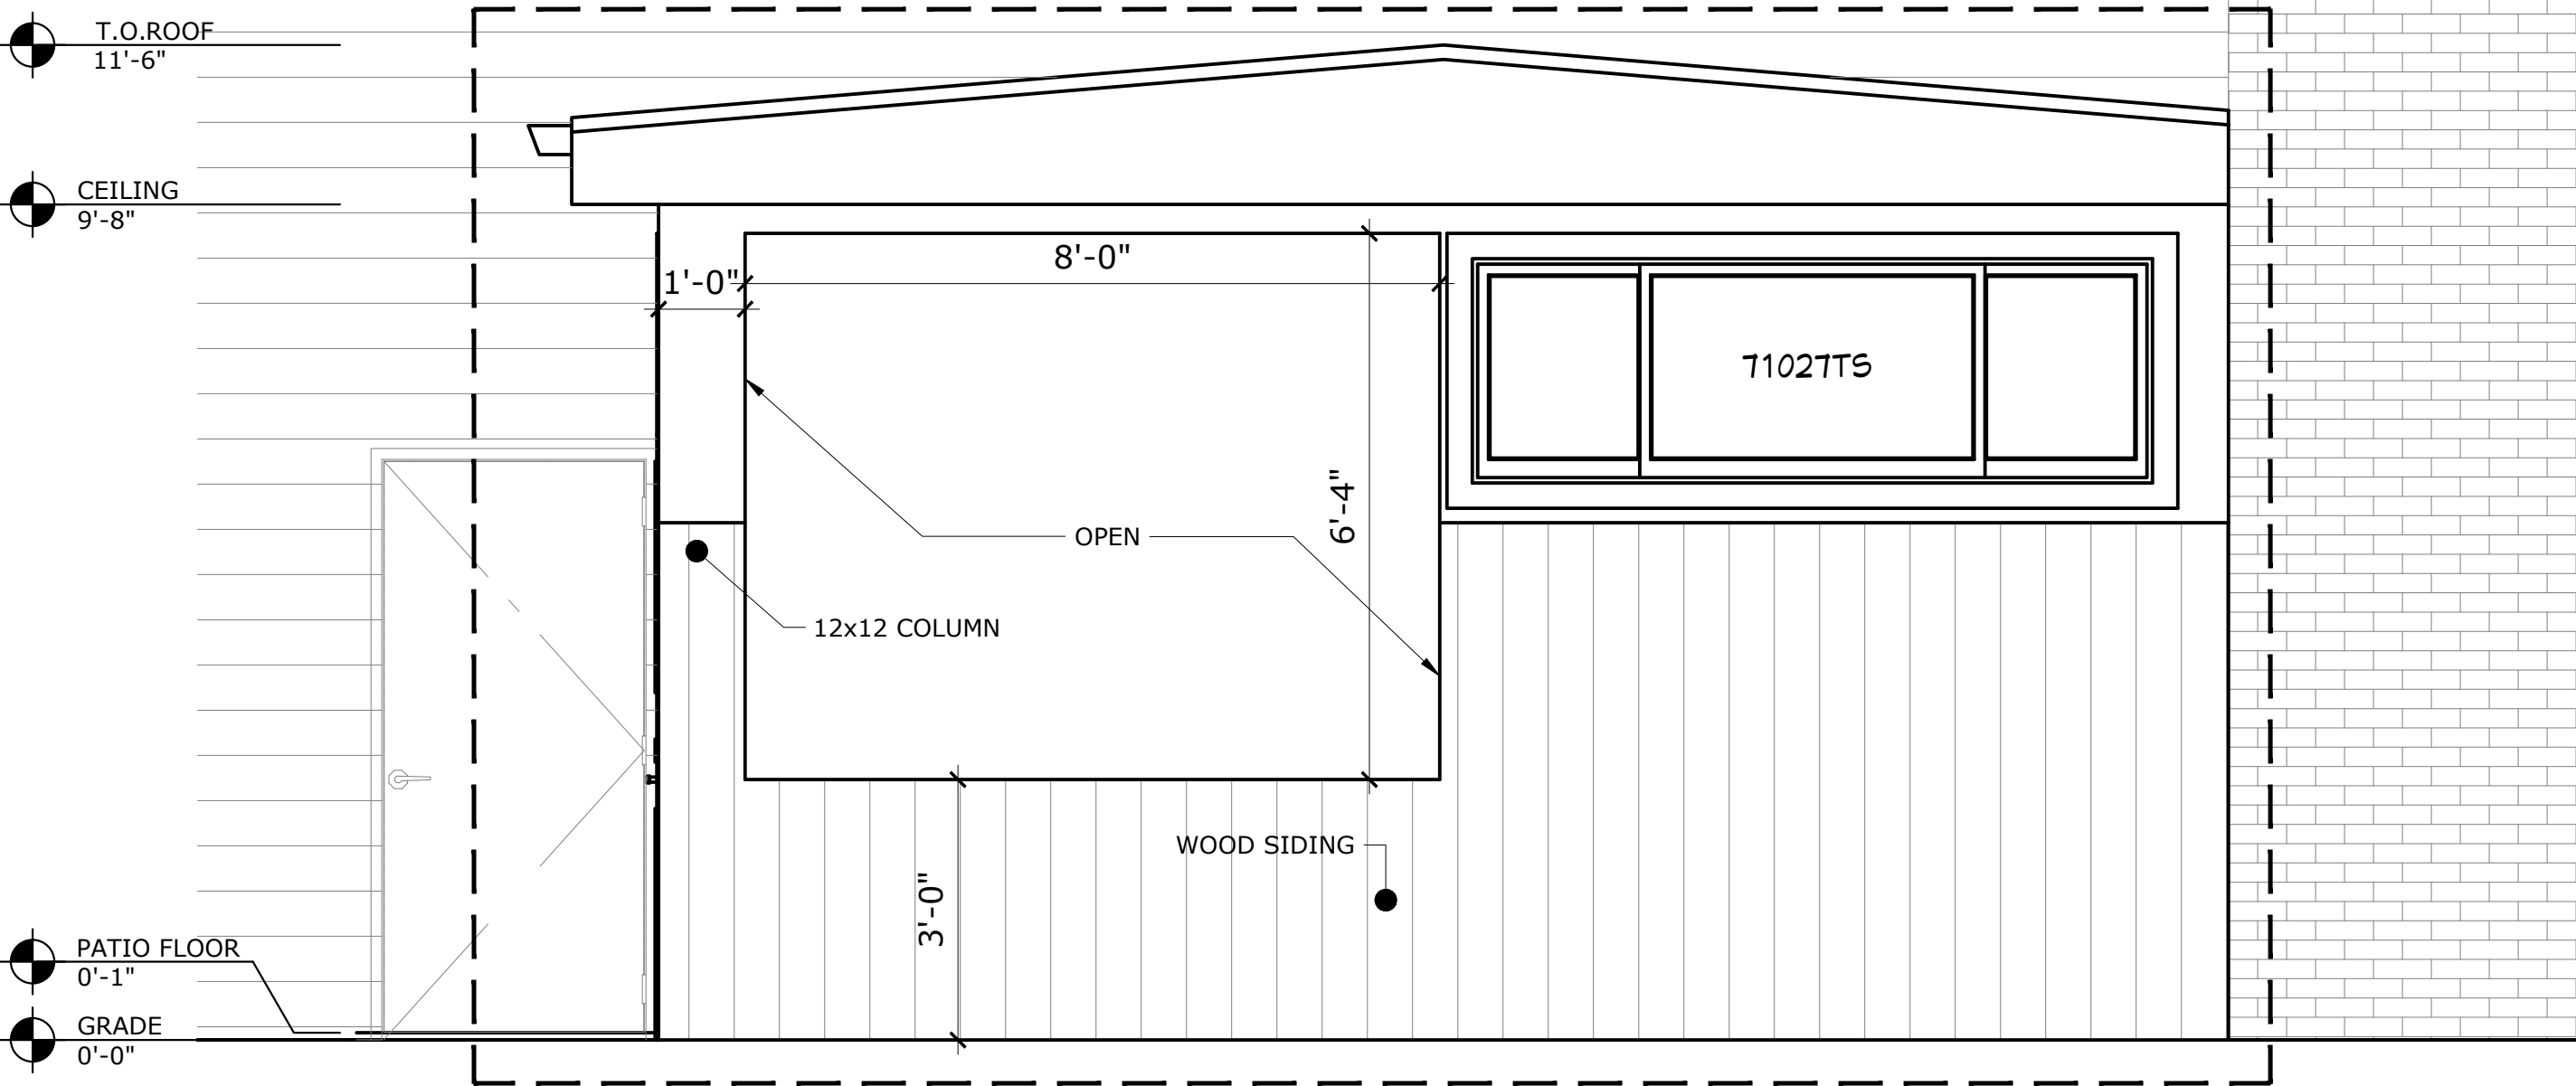 T.O.ROOF
11'-6"
CEILING
9'-8"
8'-0"
1'-0"
71027TS
6'-4"
OPEN
12x12 COLUMN
WOOD SIDING
3'-0"
PATIO FLOOR
0'-1"
GRADE
0'-0"